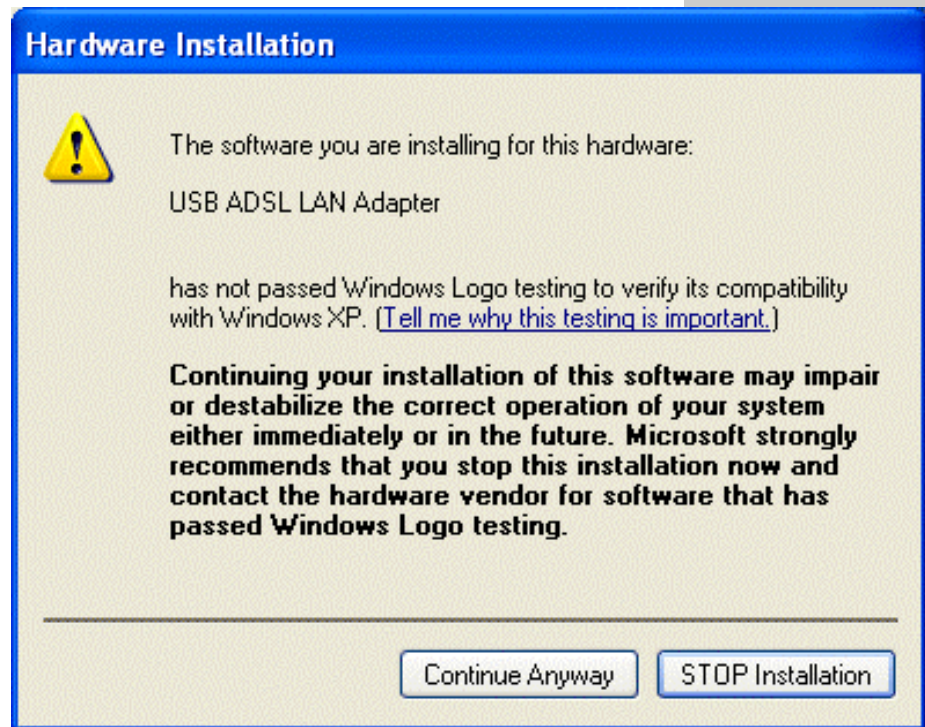 Hardware Installation
The software you are installing for this hardware:
USB ADSL LAN Adapter
has not passed Windows Logo testing to verify its compatibility
with Windows XP. (Tell me why this testing is important.)
Continuing your installation of this software may impair
or destabilize the correct operation of your system
either immediately or in the future. Microsoft strongly
recommends that you stop this installation now and
contact the hardware vendor for software that has
passed Windows Logo testing.
Continue Anyway STOP Installation